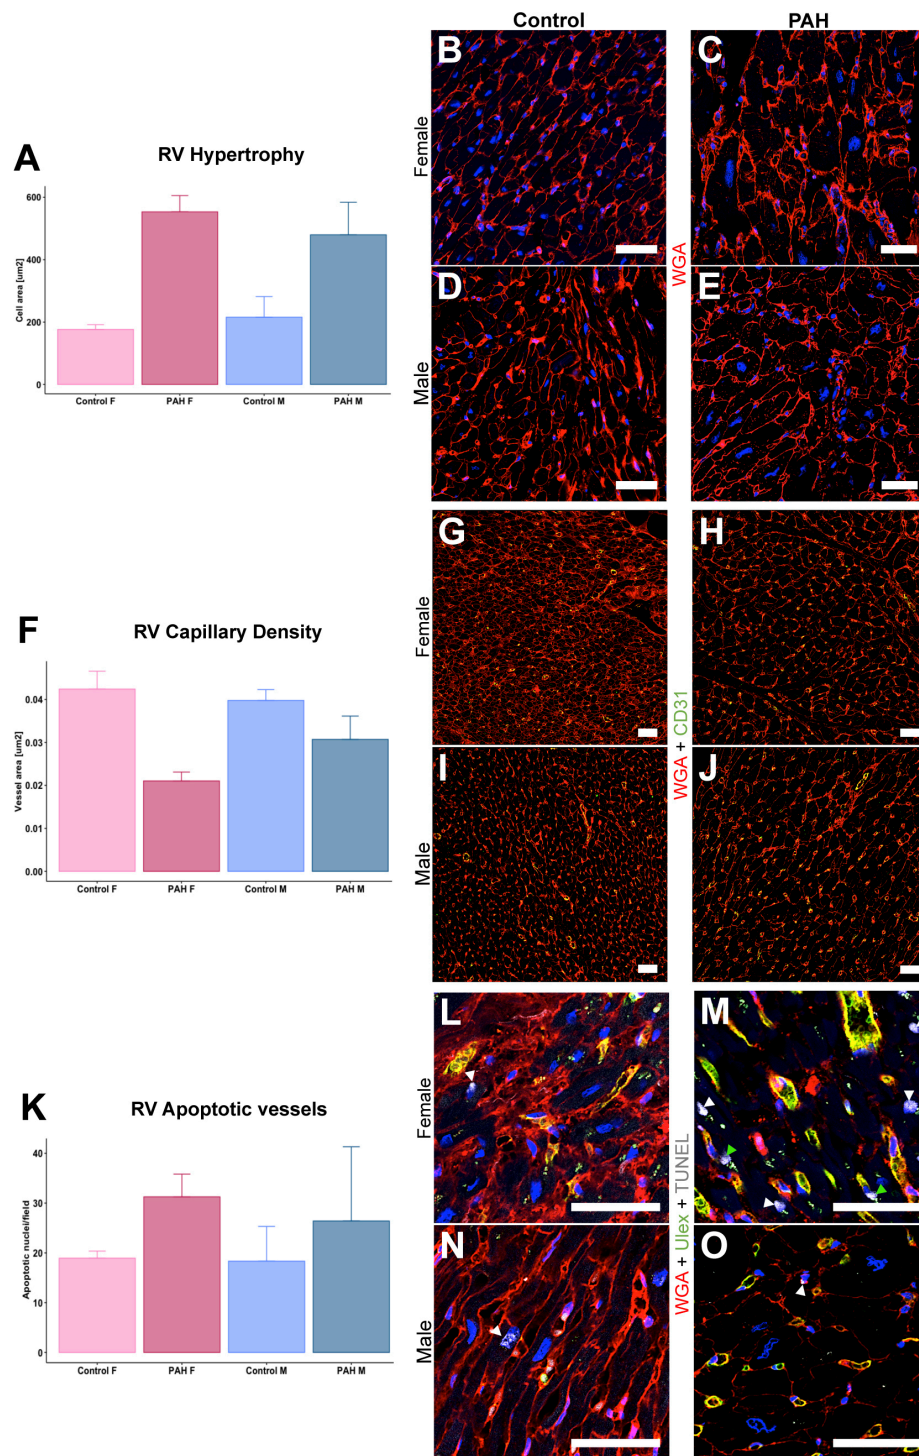 Control
PAH
A
RV Hypertrophy
Cell area [um2]
600
400
200
0
Control F
PAH F
Control M
PAH M
Female
B
C
WGA
Male
D
E
F
RV Capillary Density
Vessel area [um2]
0.04
0.03
0.02
0.01
0.00
Control F
PAH F
Control M
PAH M
Female
G
H
WGA + CD31
Male
I
J
K
RV Apoptotic vessels
Apoptotic nuclei/field
40
30
20
10
0
Control F
PAH F
Control M
PAH M
Female
L
M
WGA + Ulex + TUNEL
Male
N
O